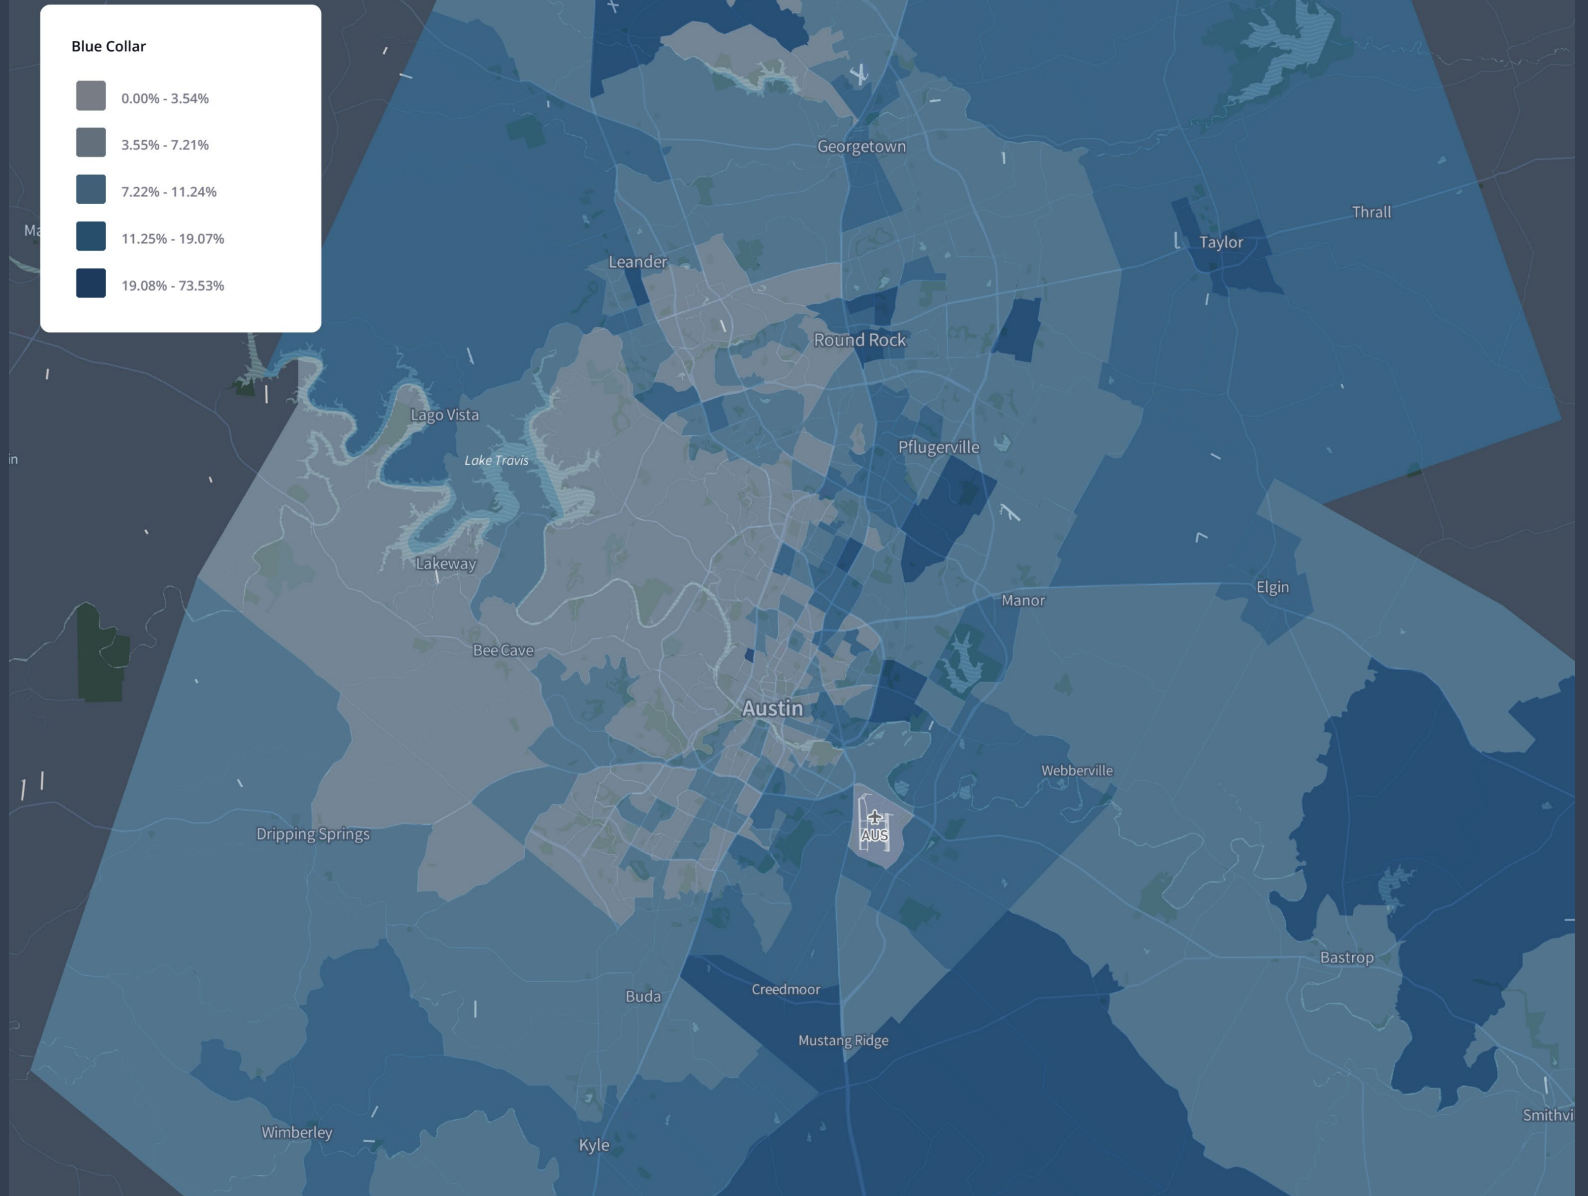 Blue Collar
0.00% - 3.54%
3.55% - 7.21%
7.22% - 11.24%
11.25% - 19.07%
19.08% - 73.53%
Georgetown
Thrall
Taylor
Leander
Round Rock
Lago Vista
Pflugerville
Lake Travis
in
Lakeway
Elgin
Manor
Bee Cave
Austin
Webberville
Dripping Springs
AUS
Bastrop
Creedmoor
Buda
Mustang Ridge
Smithvi
Wimberley
Kyle